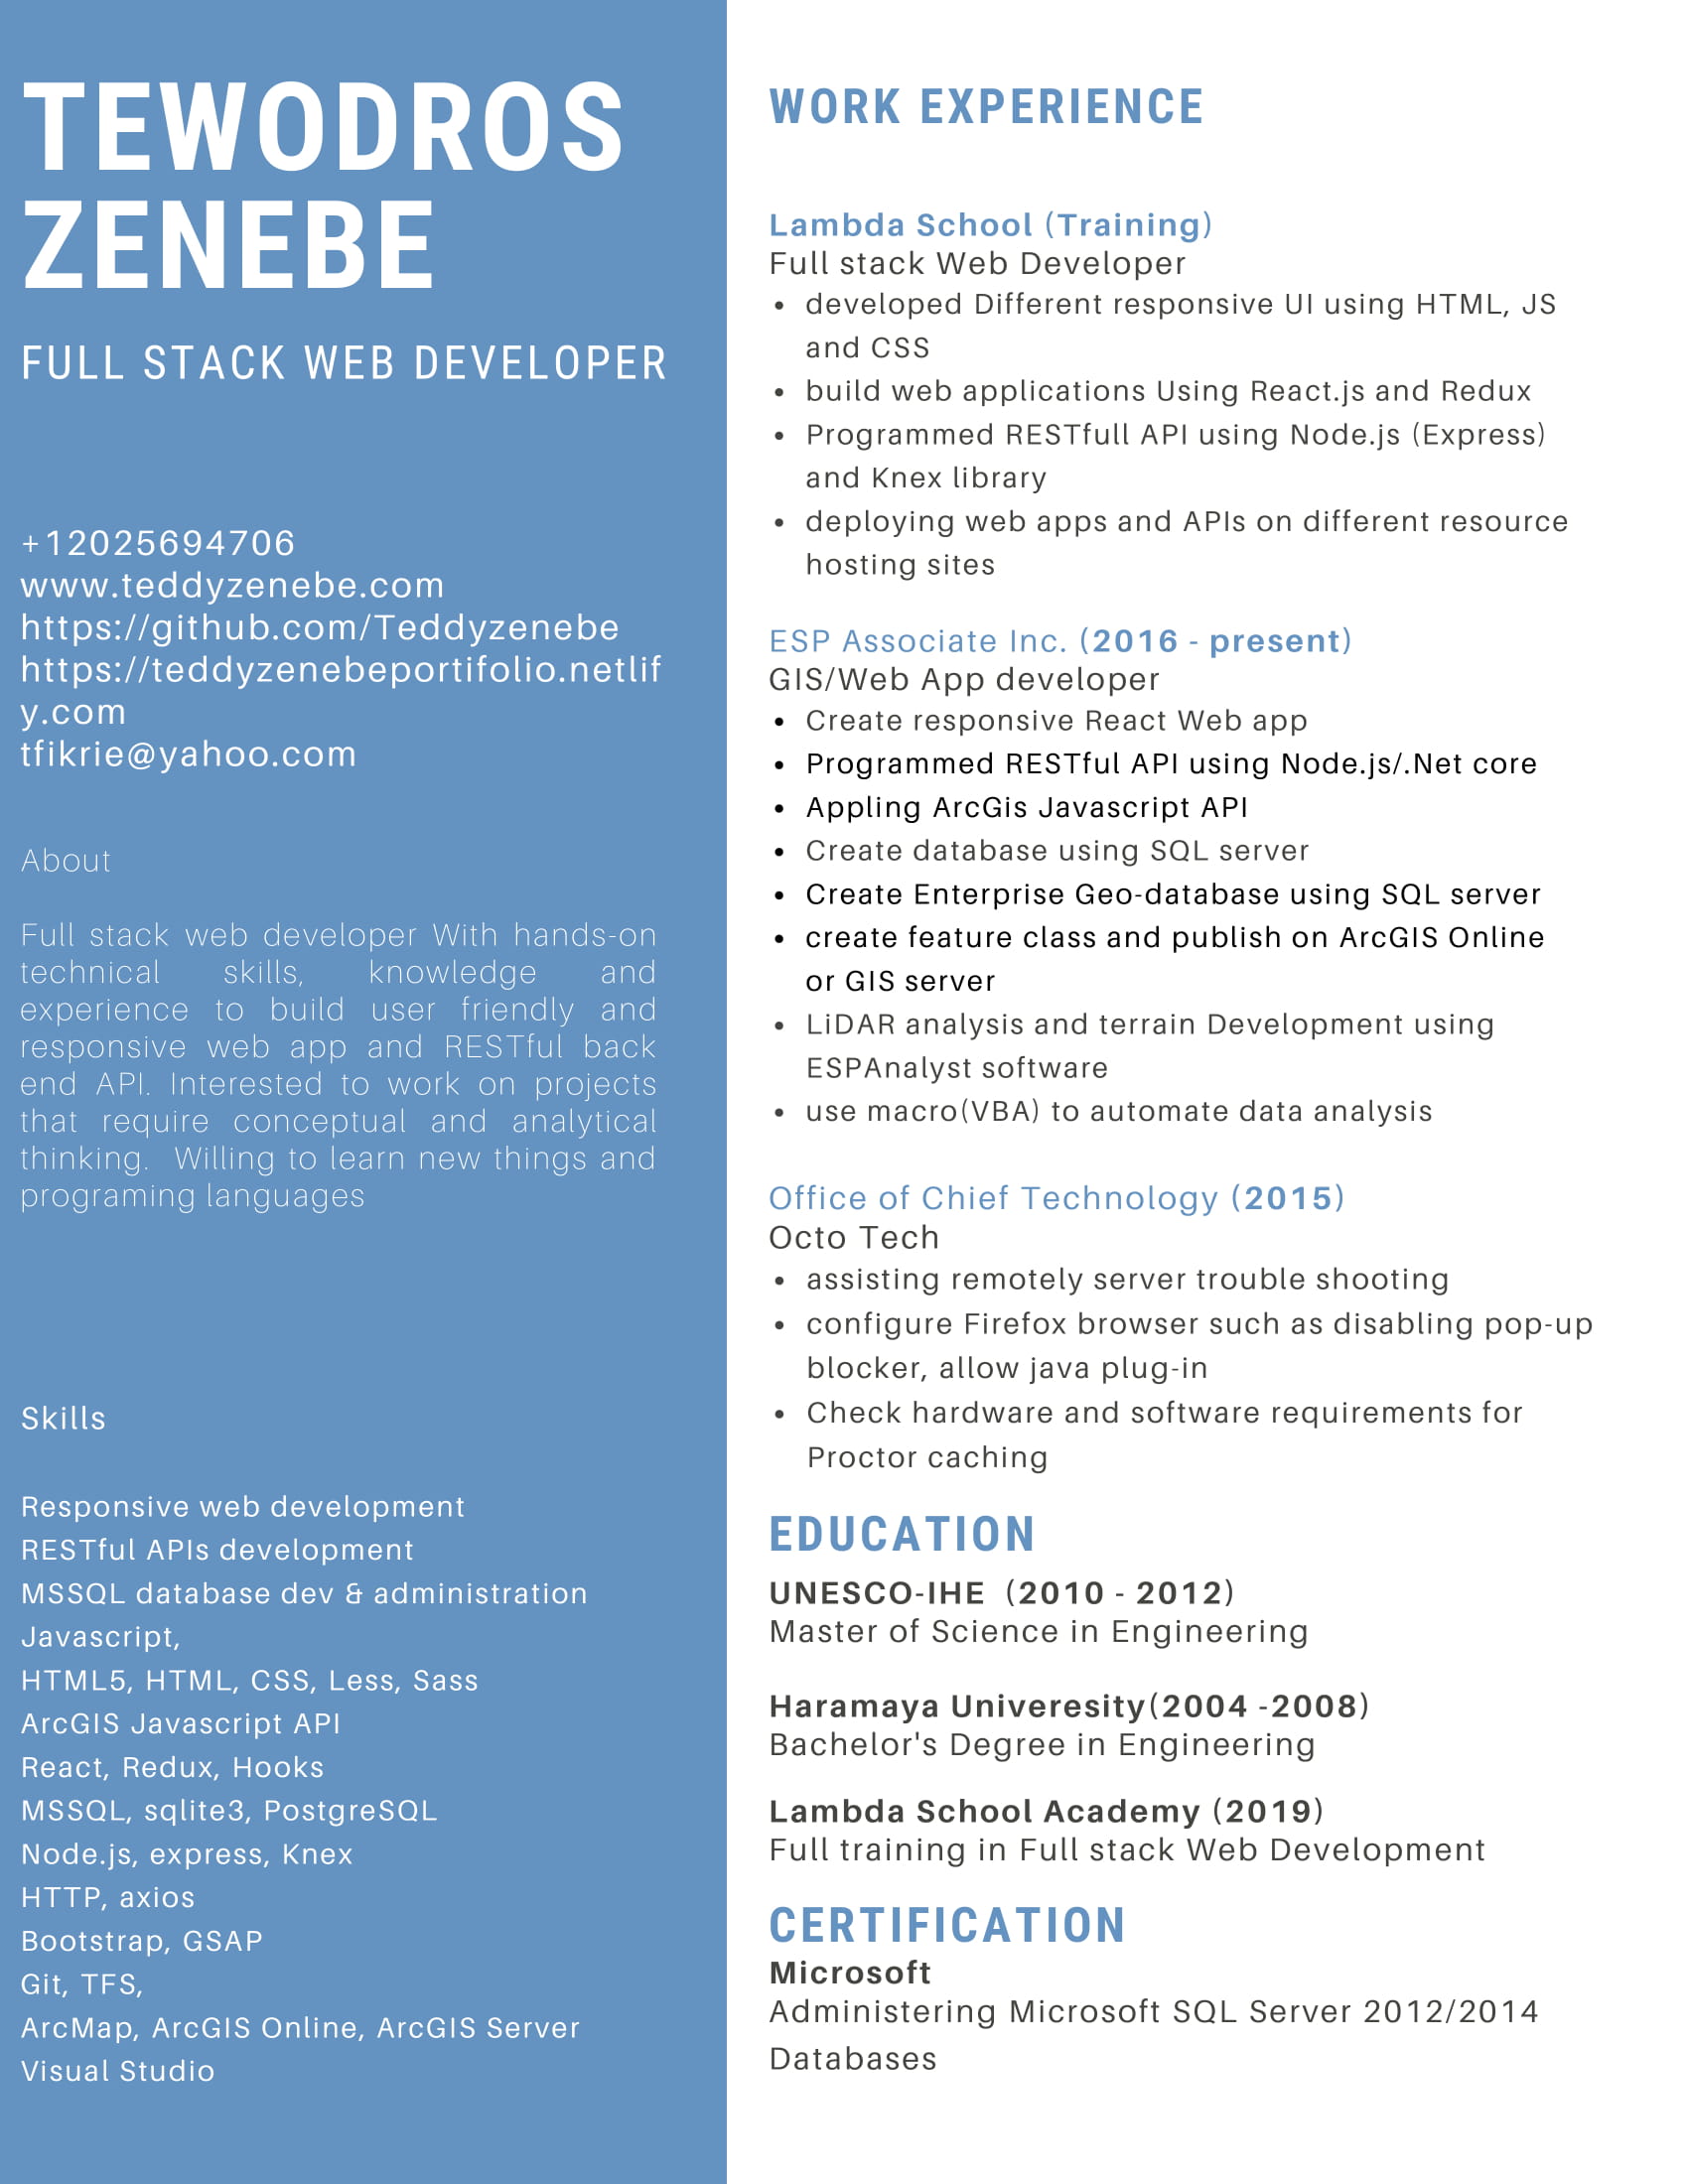 TEWODROS
ZENEBE
FULL STACK WEB DEVELOPER
+12025694706
www.teddyzenebe.com
https://github.com/Teddyzenebe
https://teddyzenebeportifolio.netlif
y.com
tfikrie@yahoo.com
About
Full stack web developer With hands-on
technical skills, knowledge and
experience to build user friendly and
responsive web app and RESTful back
end API. Interested to work on projects
that require conceptual and analytical
thinking. Willing to learn new things and
programing languages
Skills
Responsive web development
RESTful APIs development
MSSQL database dev & administration
Javascript,
HTML5, HTML, CSS, Less, Sass
ArcGIS Javascript API
React, Redux, Hooks
MSSQL, sqlite3, PostgreSQL
Node.js, express, Knex
HTTP, axios
Bootstrap, GSAP
Git, TFS,
ArcMap, ArcGIS Online, ArcGIS Server
Visual Studio
WORK EXPERIENCE
Lambda School (Training)
Full stack Web Developer
• developed Different responsive UI using HTML, JS
and CSS
• build web applications Using React.js and Redux
• Programmed RESTfull API using Node.js (Express)
and Knex library
• deploying web apps and APIs on different resource
hosting sites
ESP Associate Inc. (2016 - present)
GIS/Web App developer
• Create responsive React Web app
• Programmed RESTful API using Node.js/.Net core
• Appling ArcGis Javascript API
• Create database using SQL server
• Create Enterprise Geo-database using SQL server
• create feature class and publish on ArcGIS Online
or GIS server
• LiDAR analysis and terrain Development using
ESPAnalyst software
• use macro(VBA) to automate data analysis
Office of Chief Technology (2015)
Octo Tech
• assisting remotely server trouble shooting
• configure Firefox browser such as disabling pop-up
blocker, allow java plug-in
• Check hardware and software requirements for
Proctor caching
EDUCATION
UNESCO-IHE (2010 - 2012)
Master of Science in Engineering
Haramaya Univeresity(2004 -2008)
Bachelor's Degree in Engineering
Lambda School Academy (2019)
Full training in Full stack Web Development
CERTIFICATION
Microsoft
Administering Microsoft SQL Server 2012/2014
Databases